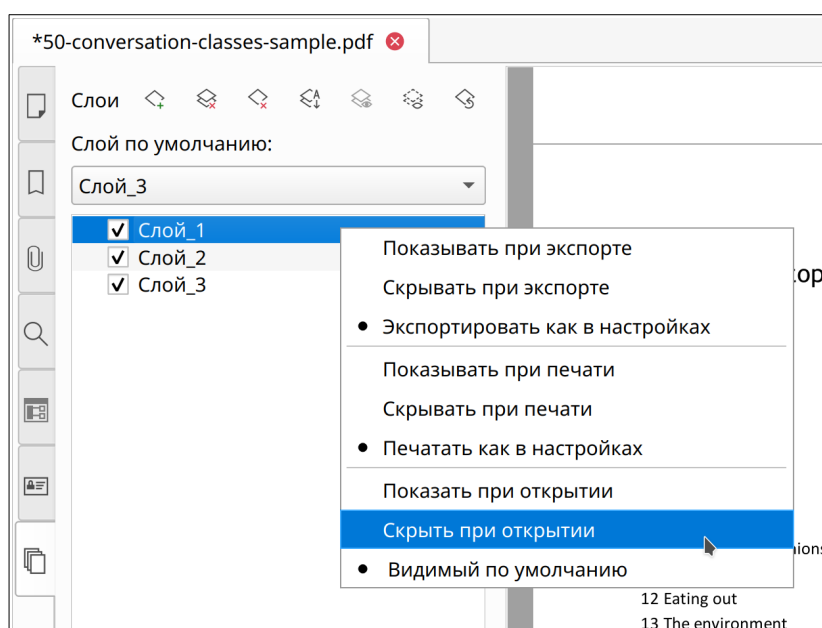 *50-conversation-classes-sample.pdf
Слои
Слой по умолчанию:
Слой_3
Слой_1
Слой_2
Слой_3
Показывать при экспорте
Скрывать при экспорте
Экспортировать как в настройках
Показывать при печати
Скрывать при печати
Печатать как в настройках
Показать при открытии
Скрыть при открытии
Видимый по умолчанию
12 Eating out
13 The environment